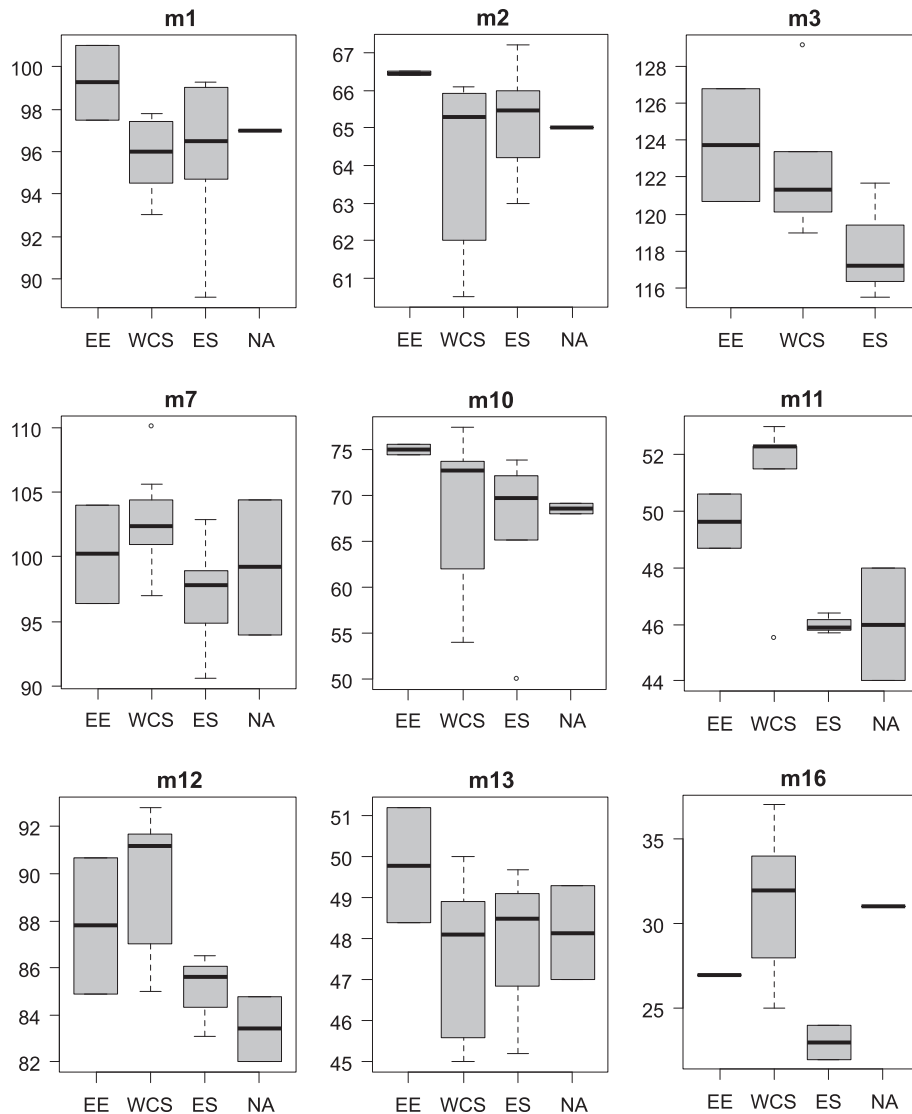 m1
100
98
96
94
92
90
EE WCS ES NA
m2
67
66
65
64
63
62
61
EE WCS ES NA
m3
128
126
124
122
120
118
116
EE WCS ES
m7
110
105
100
95
90
EE WCS ES NA
m10
75
70
65
60
55
50
EE WCS ES NA
m11
52
50
48
46
44
EE WCS ES NA
m12
92
90
88
86
84
82
EE WCS ES NA
m13
51
50
49
48
47
46
45
EE WCS ES NA
m16
35
30
25
EE WCS ES NA